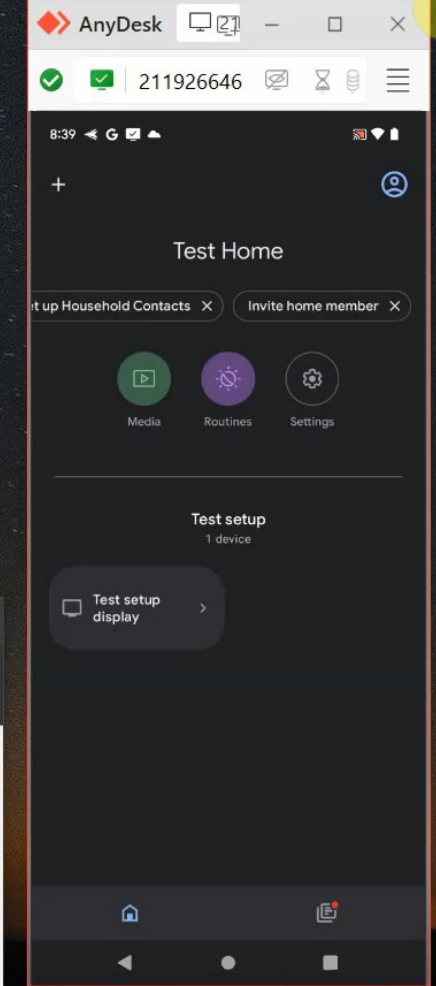 AnyDesk
21
211926646
8:39
G
+
Test Home
t up Household Contacts ×
Invite home member ×
Media
Routines
Settings
Test setup
1 device
Test setup
display